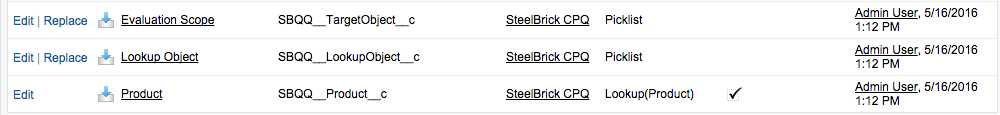 Edit | Replace Evaluation Scope SBQQ__TargetObject__c SteelBrick CPQ Picklist Admin User, 5/16/2016
1:12 PM
Edit | Replace Lookup Object SBQQ__LookupObject__c SteelBrick CPQ Picklist Admin User, 5/16/2016
1:12 PM
Edit Product SBQQ__Product__c SteelBrick CPQ Lookup(Product) Admin User, 5/16/2016
1:12 PM